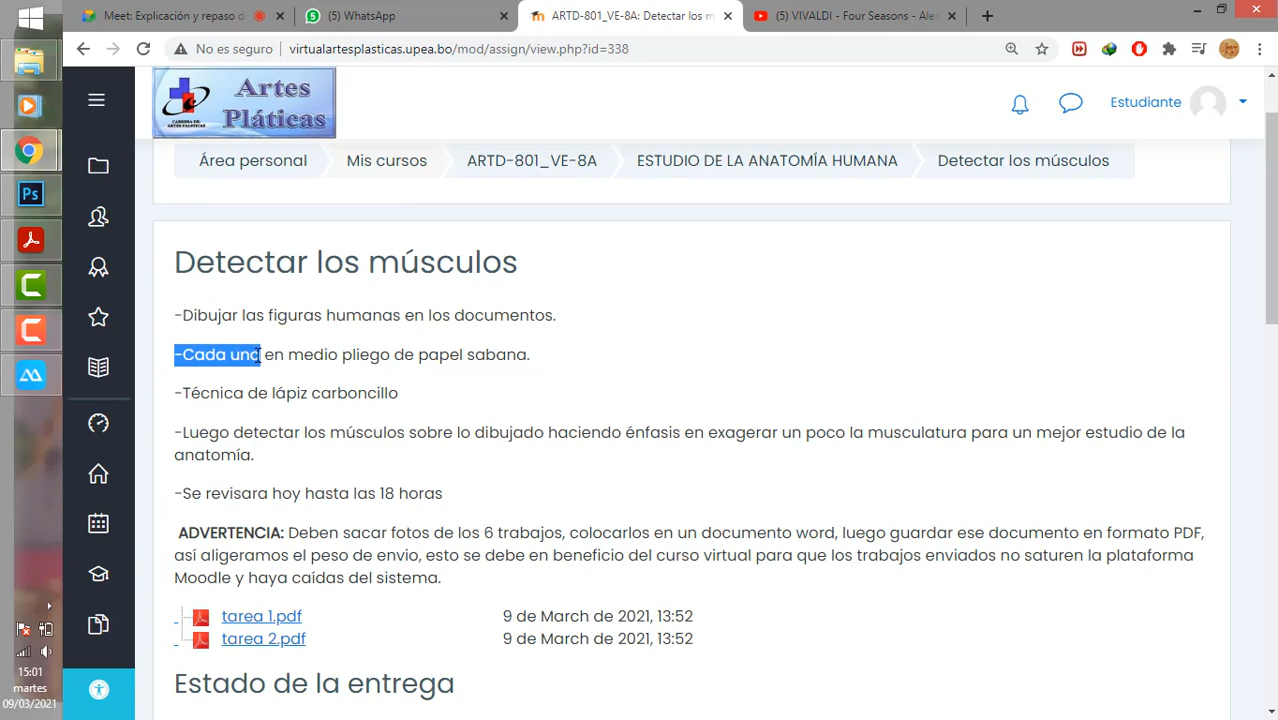 Meet: Explicación y repaso d
(5) WhatsApp
ARTD-801_VE-8A: Detectar los m
(5) VIVALDI - Four Seasons - Ale
No es seguro
virtualartesplasticas.upea.bo/mod/assign/view.php?id=338
Artes
Pláticas
CARRERA DE:
ARTES PLASTICAS
Estudiante
Área personal
Mis cursos
ARTD-801_VE-8A
ESTUDIO DE LA ANATOMÍA HUMANA
Detectar los músculos
Detectar los músculos
-Dibujar las figuras humanas en los documentos.
-Cada uno en medio pliego de papel sabana.
-Técnica de lápiz carboncillo
-Luego detectar los músculos sobre lo dibujado haciendo énfasis en exagerar un poco la musculatura para un mejor estudio de la
anatomía.
-Se revisara hoy hasta las 18 horas
ADVERTENCIA: Deben sacar fotos de los 6 trabajos, colocarlos en un documento word, luego guardar ese documento en formato PDF,
así aligeramos el peso de envio, esto se debe en beneficio del curso virtual para que los trabajos enviados no saturen la plataforma
Moodle y haya caídas del sistema.
tarea 1.pdf 9 de March de 2021, 13:52
tarea 2.pdf 9 de March de 2021, 13:52
Estado de la entrega
Ps
15:01
martes
09/03/2021